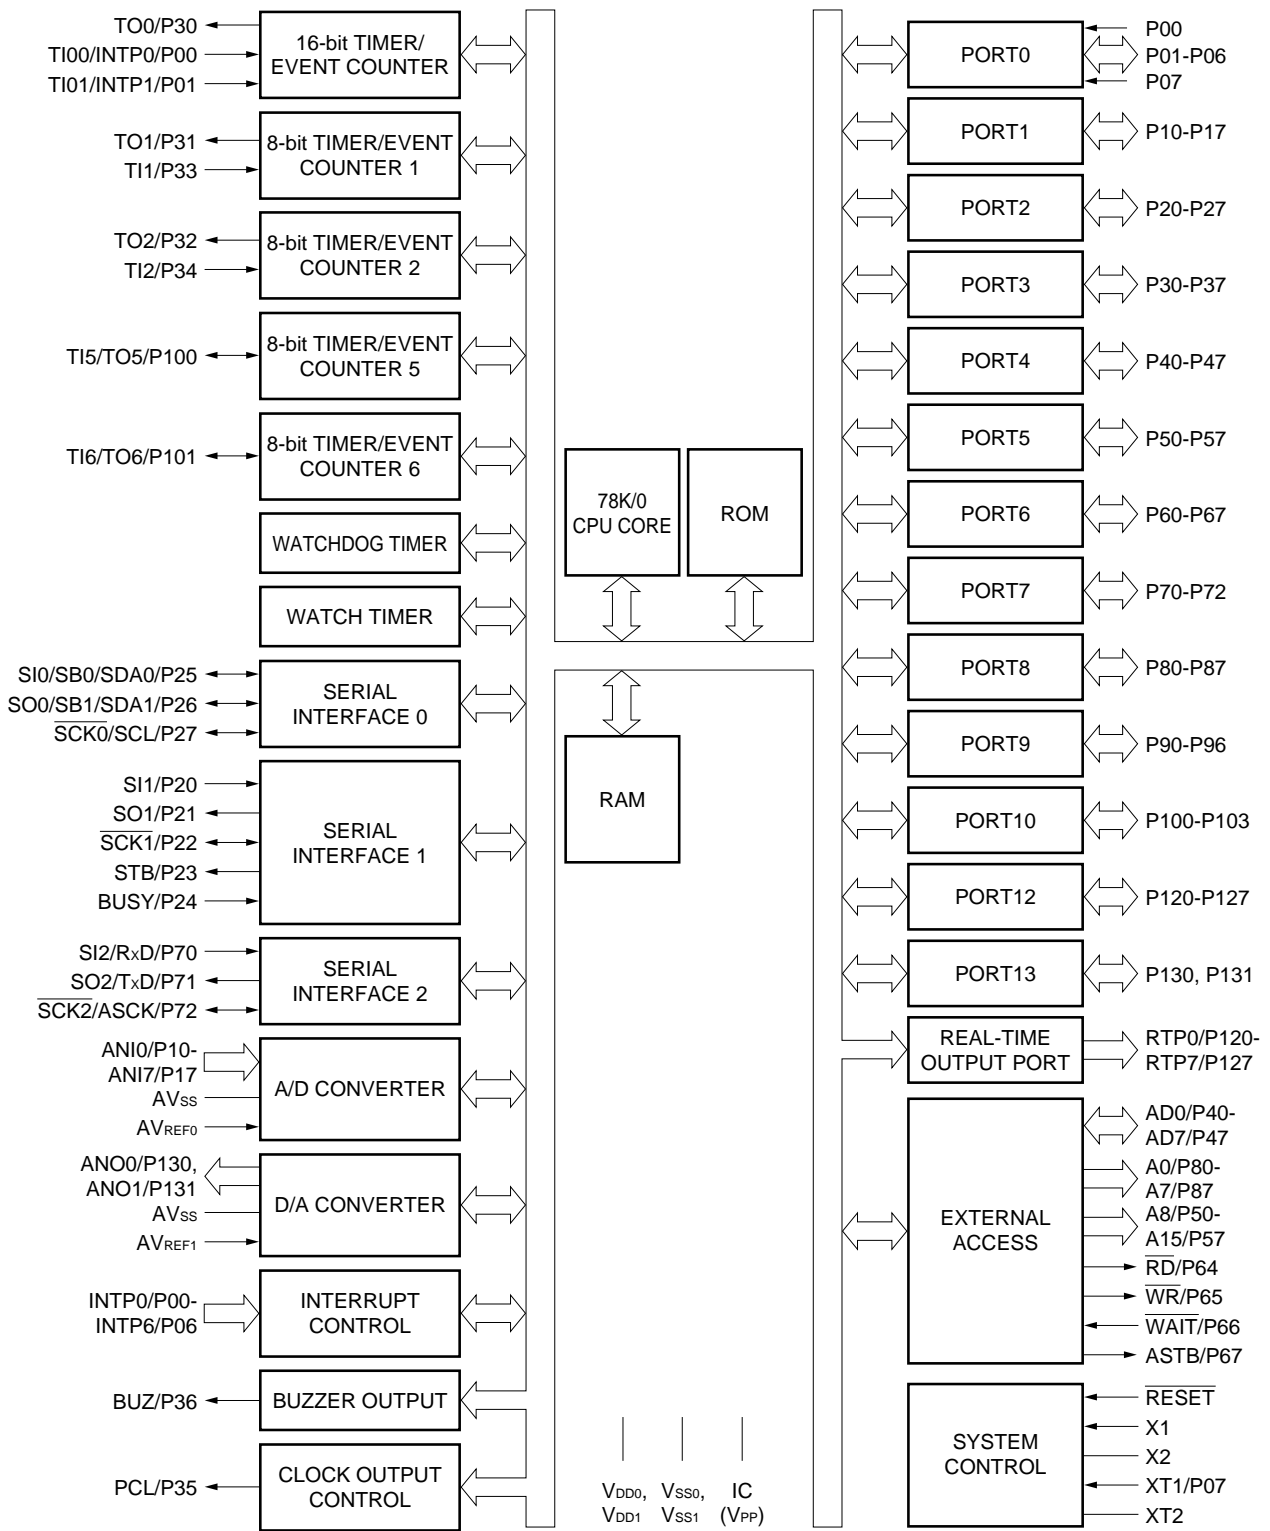 TO0/P30
TI00/INTP0/P00
TI01/INTP1/P01
16-bit TIMER/
EVENT COUNTER
TO1/P31
TI1/P33
8-bit TIMER/EVENT
COUNTER 1
TO2/P32
TI2/P34
8-bit TIMER/EVENT
COUNTER 2
TI5/TO5/P100
8-bit TIMER/EVENT
COUNTER 5
TI6/TO6/P101
8-bit TIMER/EVENT
COUNTER 6
WATCHDOG TIMER
WATCH TIMER
SI0/SB0/SDA0/P25
SO0/SB1/SDA1/P26
S̅C̅K̅0̅/SCL/P27
SERIAL
INTERFACE 0
SI1/P20
SO1/P21
S̅C̅K̅1̅/P22
STB/P23
BUSY/P24
SERIAL
INTERFACE 1
SI2/RxD/P70
SO2/TxD/P71
S̅C̅K̅2̅/ASCK/P72
SERIAL
INTERFACE 2
ANI0/P10-
ANI7/P17
AVSS
AVREF0
A/D CONVERTER
ANO0/P130,
ANO1/P131
AVSS
AVREF1
D/A CONVERTER
INTP0/P00-
INTP6/P06
INTERRUPT
CONTROL
BUZ/P36
BUZZER OUTPUT
PCL/P35
CLOCK OUTPUT
CONTROL
78K/0
CPU CORE
ROM
RAM
VDD0,
VDD1
VSS0,
VSS1
IC
(VPP)
PORT0
P00
P01-P06
P07
PORT1
P10-P17
PORT2
P20-P27
PORT3
P30-P37
PORT4
P40-P47
PORT5
P50-P57
PORT6
P60-P67
PORT7
P70-P72
PORT8
P80-P87
PORT9
P90-P96
PORT10
P100-P103
PORT12
P120-P127
PORT13
P130, P131
REAL-TIME
OUTPUT PORT
RTP0/P120-
RTP7/P127
EXTERNAL
ACCESS
AD0/P40-
AD7/P47
A0/P80-
A7/P87
A8/P50-
A15/P57
R̅D̅/P64
W̅R̅/P65
W̅A̅I̅T̅/P66
ASTB/P67
SYSTEM
CONTROL
R̅E̅S̅E̅T̅
X1
X2
XT1/P07
XT2